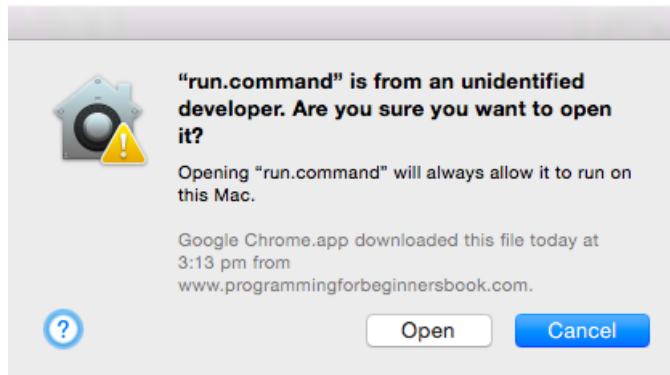 “run.command” is from an unidentified
developer. Are you sure you want to open
it?
Opening “run.command” will always allow it to run on
this Mac.
Google Chrome.app downloaded this file today at
3:13 pm from
www.programmingforbeginnersbook.com.
?
Open
Cancel